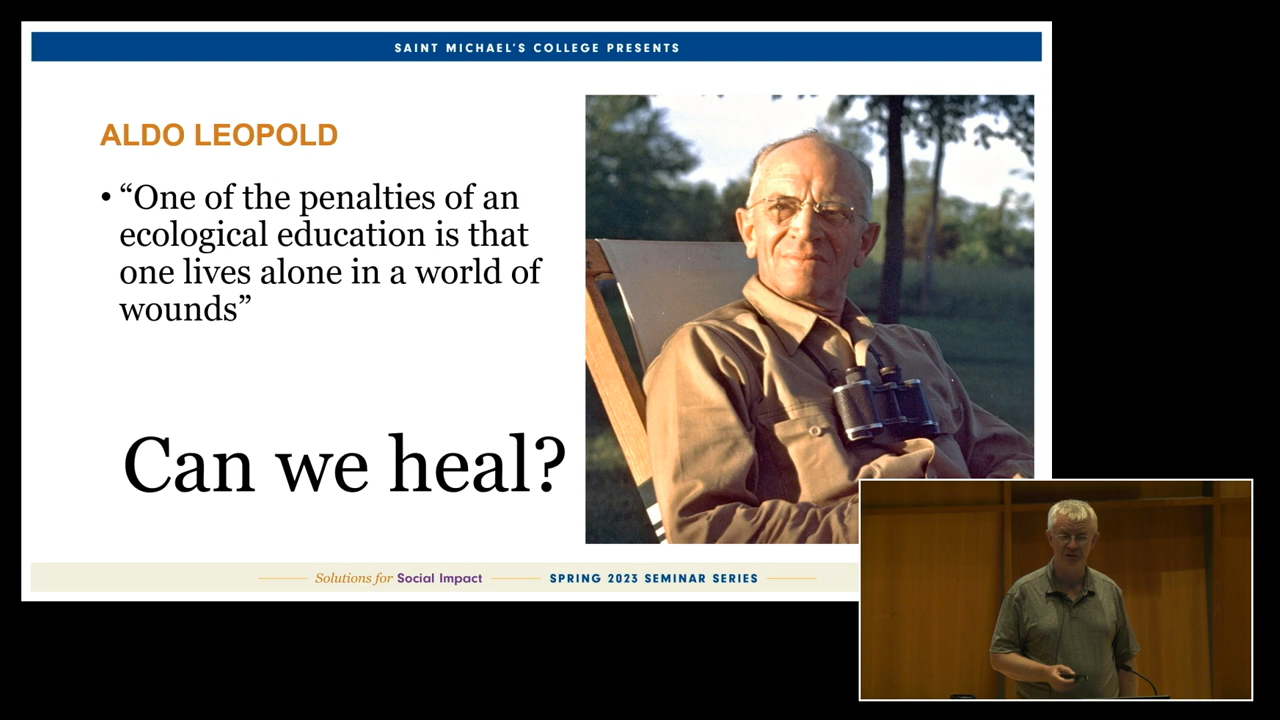 SAINT MICHAEL'S COLLEGE PRESENTS
ALDO LEOPOLD
• “One of the penalties of an
ecological education is that
one lives alone in a world of
wounds”
Can we heal?
Solutions for Social Impact SPRING 2023 SEMINAR SERIES